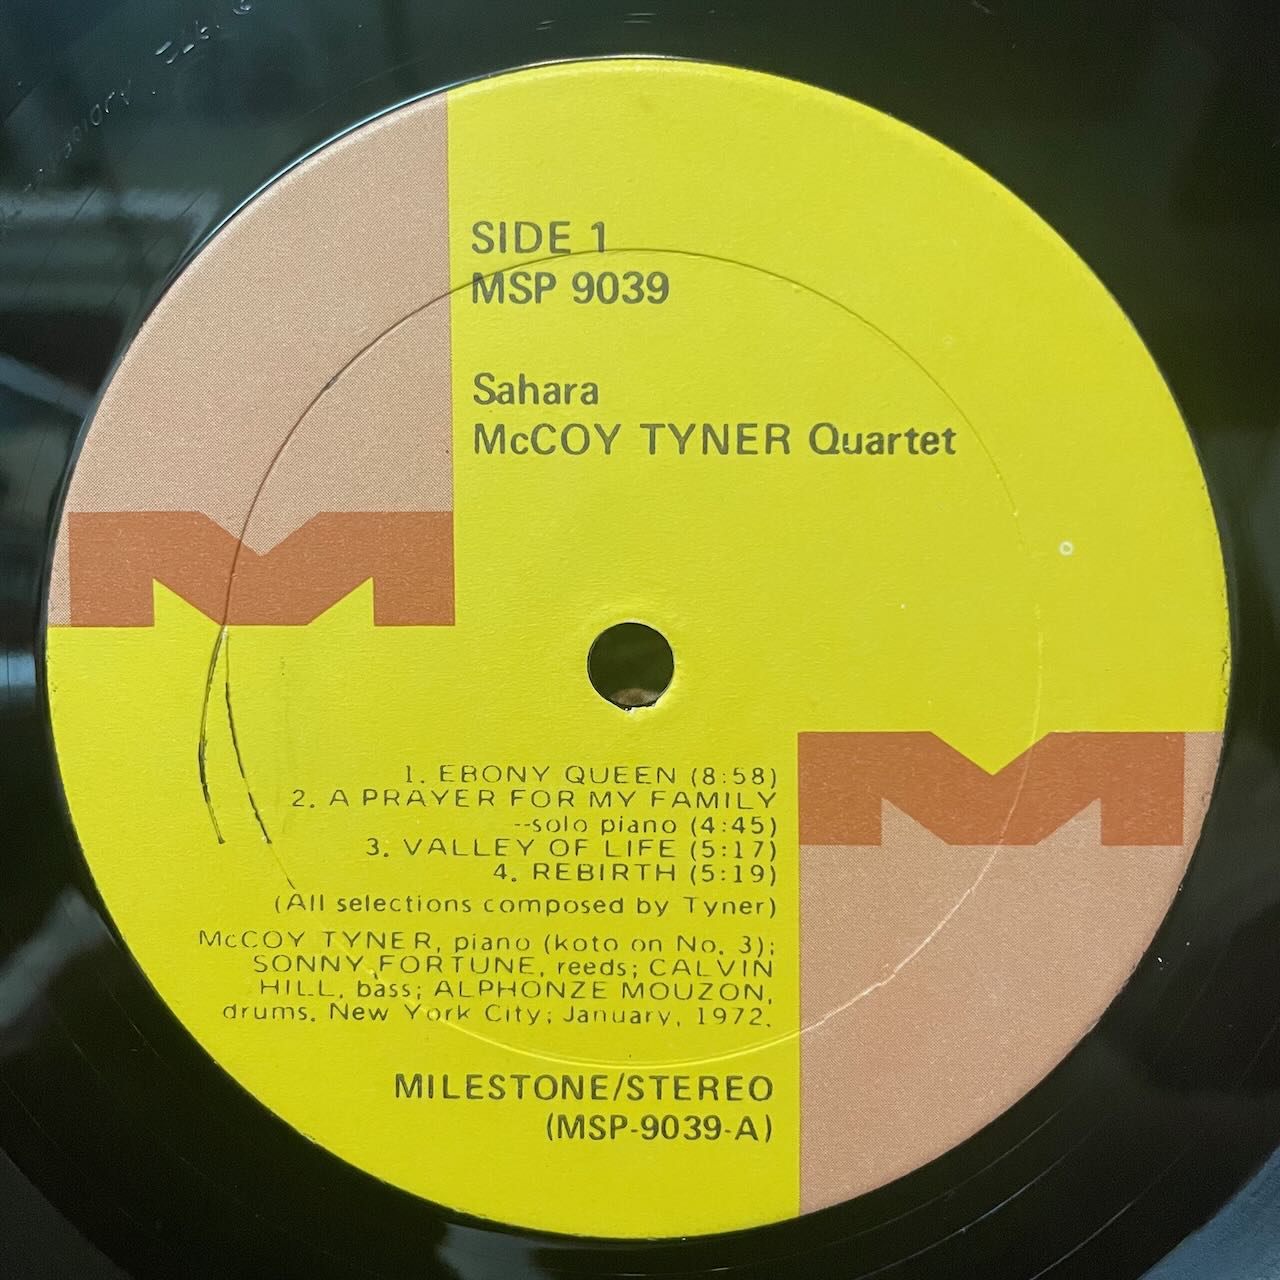 SIDE 1
MSP 9039
Sahara
McCOY TYNER Quartet
1. EBONY QUEEN (8:58)
2. A PRAYER FOR MY FAMILY
--solo piano (4:45)
3. VALLEY OF LIFE (5:17)
4. REBIRTH (5:19)
(All selections composed by Tyner)
McCOY TYNER, piano (koto on No. 3);
SONNY FORTUNE, reeds; CALVIN
HILL, bass; ALPHONZE MOUZON,
drums. New York City; January, 1972.
MILESTONE/STEREO
(MSP-9039-A)